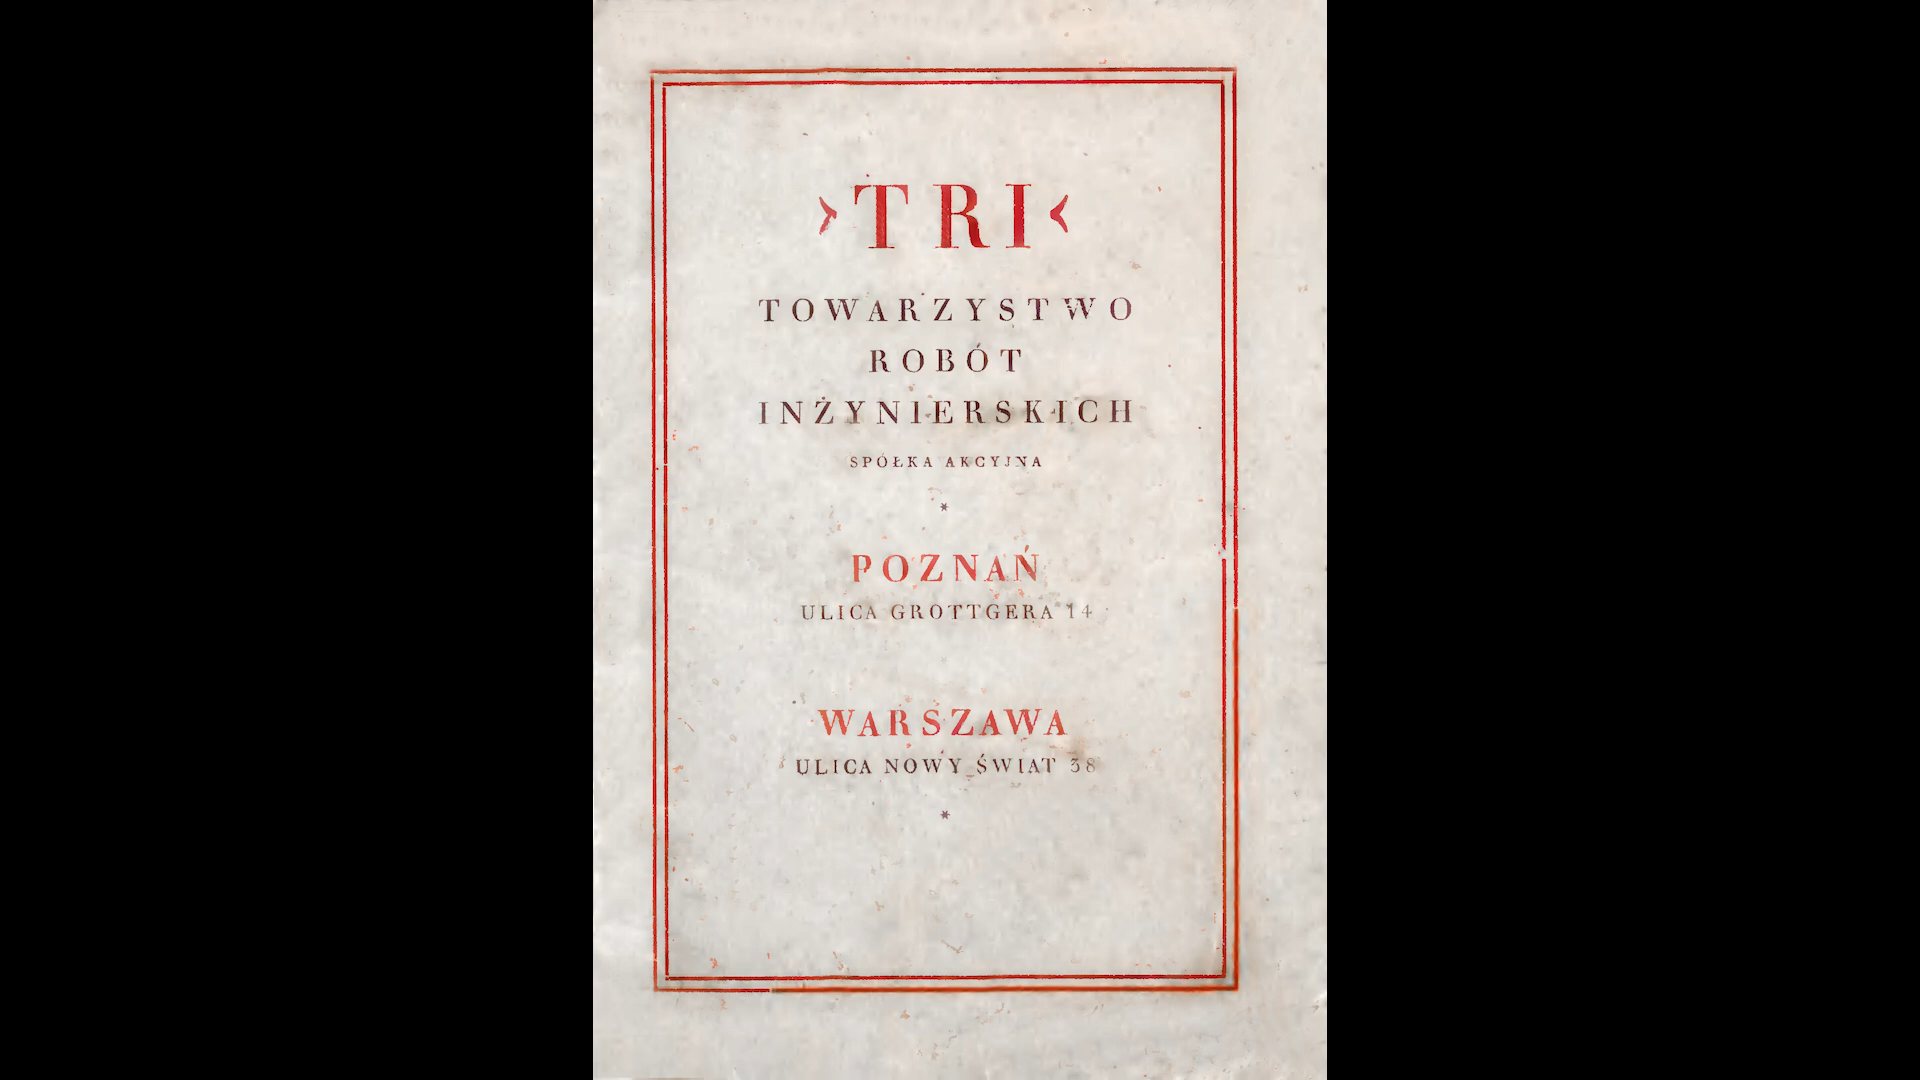 ›TRI‹
TOWARZYSTWO
ROBÓT
INŻYNIERSKICH
SPÓŁKA AKCYJNA
*
POZNAŃ
ULICA GROTTGERA 14
WARSZAWA
ULICA NOWY ŚWIAT 38
*